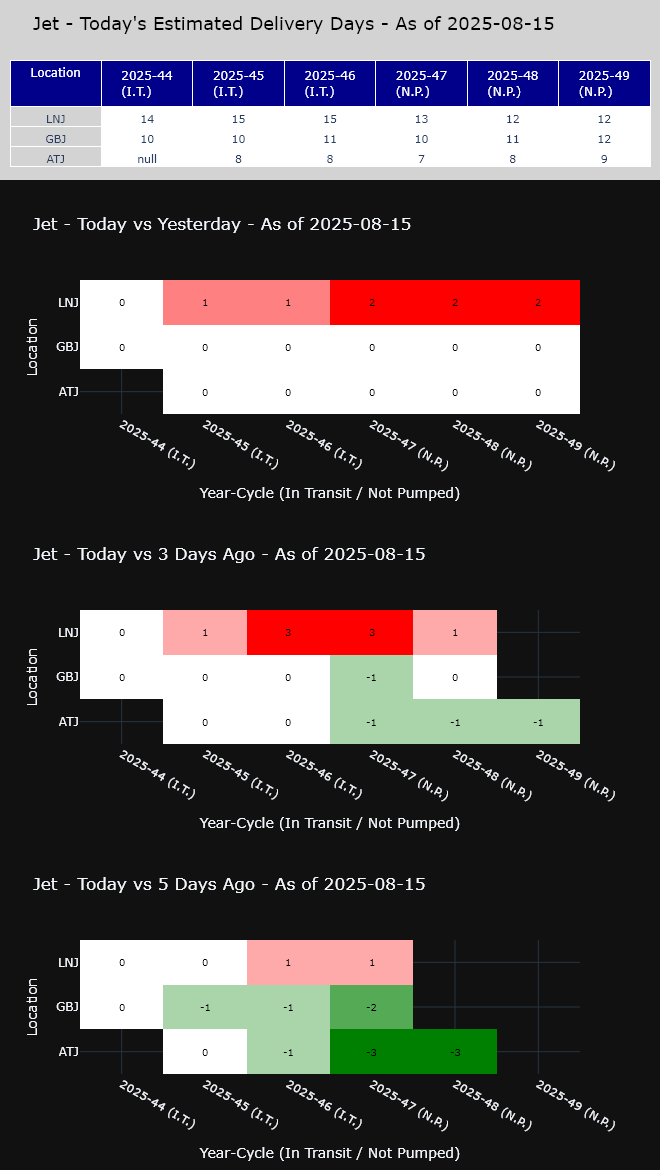 Jet - Today's Estimated Delivery Days - As of 2025-08-15
Location 2025-44 (I.T.) 2025-45 (I.T.) 2025-46 (I.T.) 2025-47 (N.P.) 2025-48 (N.P.) 2025-49 (N.P.)
LNJ 14 15 15 13 12 12
GBJ 10 10 11 10 11 12
ATJ null 8 8 7 8 9
Jet - Today vs Yesterday - As of 2025-08-15
Location
LNJ 0 1 1 2 2 2
GBJ 0 0 0 0 0 0
ATJ 0 0 0 0 0
2025-44 (I.T.) 2025-45 (I.T.) 2025-46 (I.T.) 2025-47 (N.P.) 2025-48 (N.P.) 2025-49 (N.P.)
Year-Cycle (In Transit / Not Pumped)
Jet - Today vs 3 Days Ago - As of 2025-08-15
Location
LNJ 0 1 3 3 1
GBJ 0 0 0 -1 0
ATJ 0 0 -1 -1 -1
2025-44 (I.T.) 2025-45 (I.T.) 2025-46 (I.T.) 2025-47 (N.P.) 2025-48 (N.P.) 2025-49 (N.P.)
Year-Cycle (In Transit / Not Pumped)
Jet - Today vs 5 Days Ago - As of 2025-08-15
Location
LNJ 0 0 1 1
GBJ 0 -1 -1 -2
ATJ 0 -1 -3 -3
2025-44 (I.T.) 2025-45 (I.T.) 2025-46 (I.T.) 2025-47 (N.P.) 2025-48 (N.P.) 2025-49 (N.P.)
Year-Cycle (In Transit / Not Pumped)